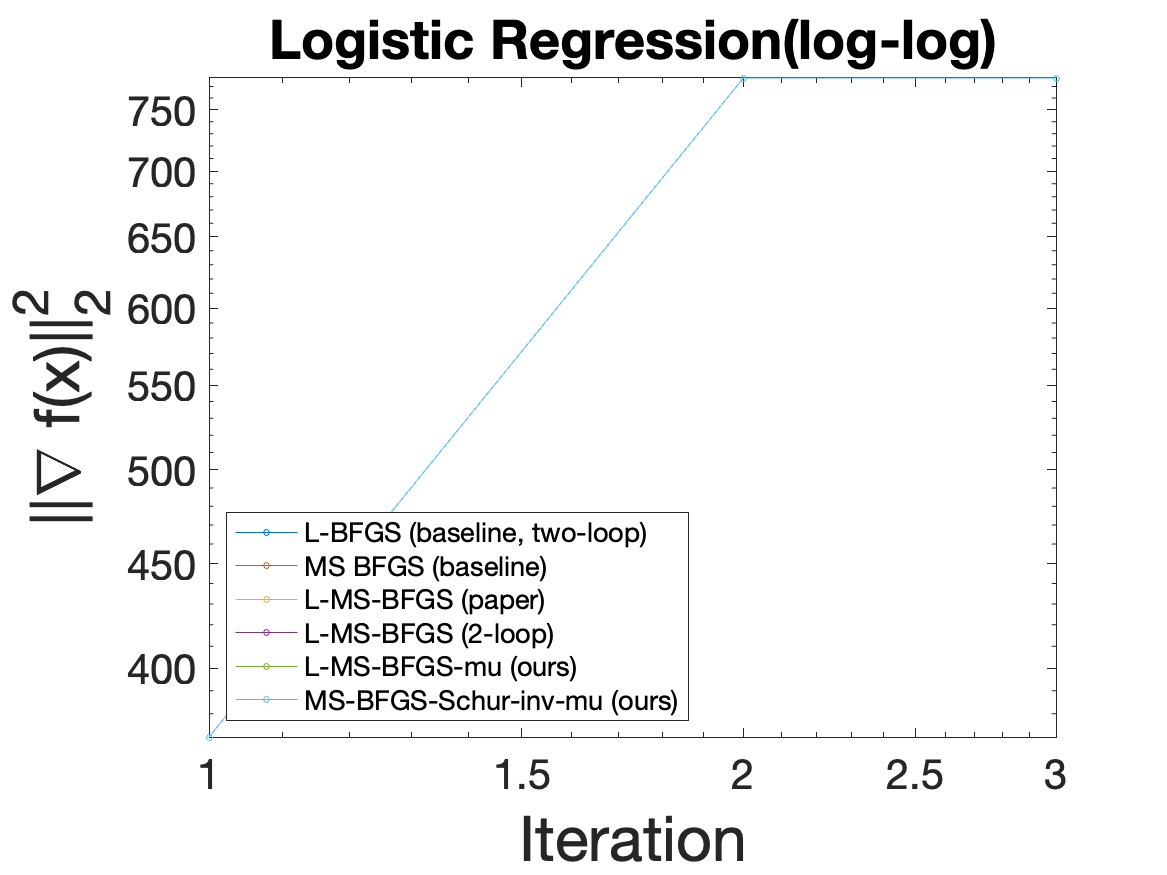 Logistic Regression(log-log)
||∇ f(x)||₂²
750
700
650
600
550
500
450
400
L-BFGS (baseline, two-loop)
MS BFGS (baseline)
L-MS-BFGS (paper)
L-MS-BFGS (2-loop)
L-MS-BFGS-mu (ours)
MS-BFGS-Schur-inv-mu (ours)
1 1.5 2 2.5 3
Iteration